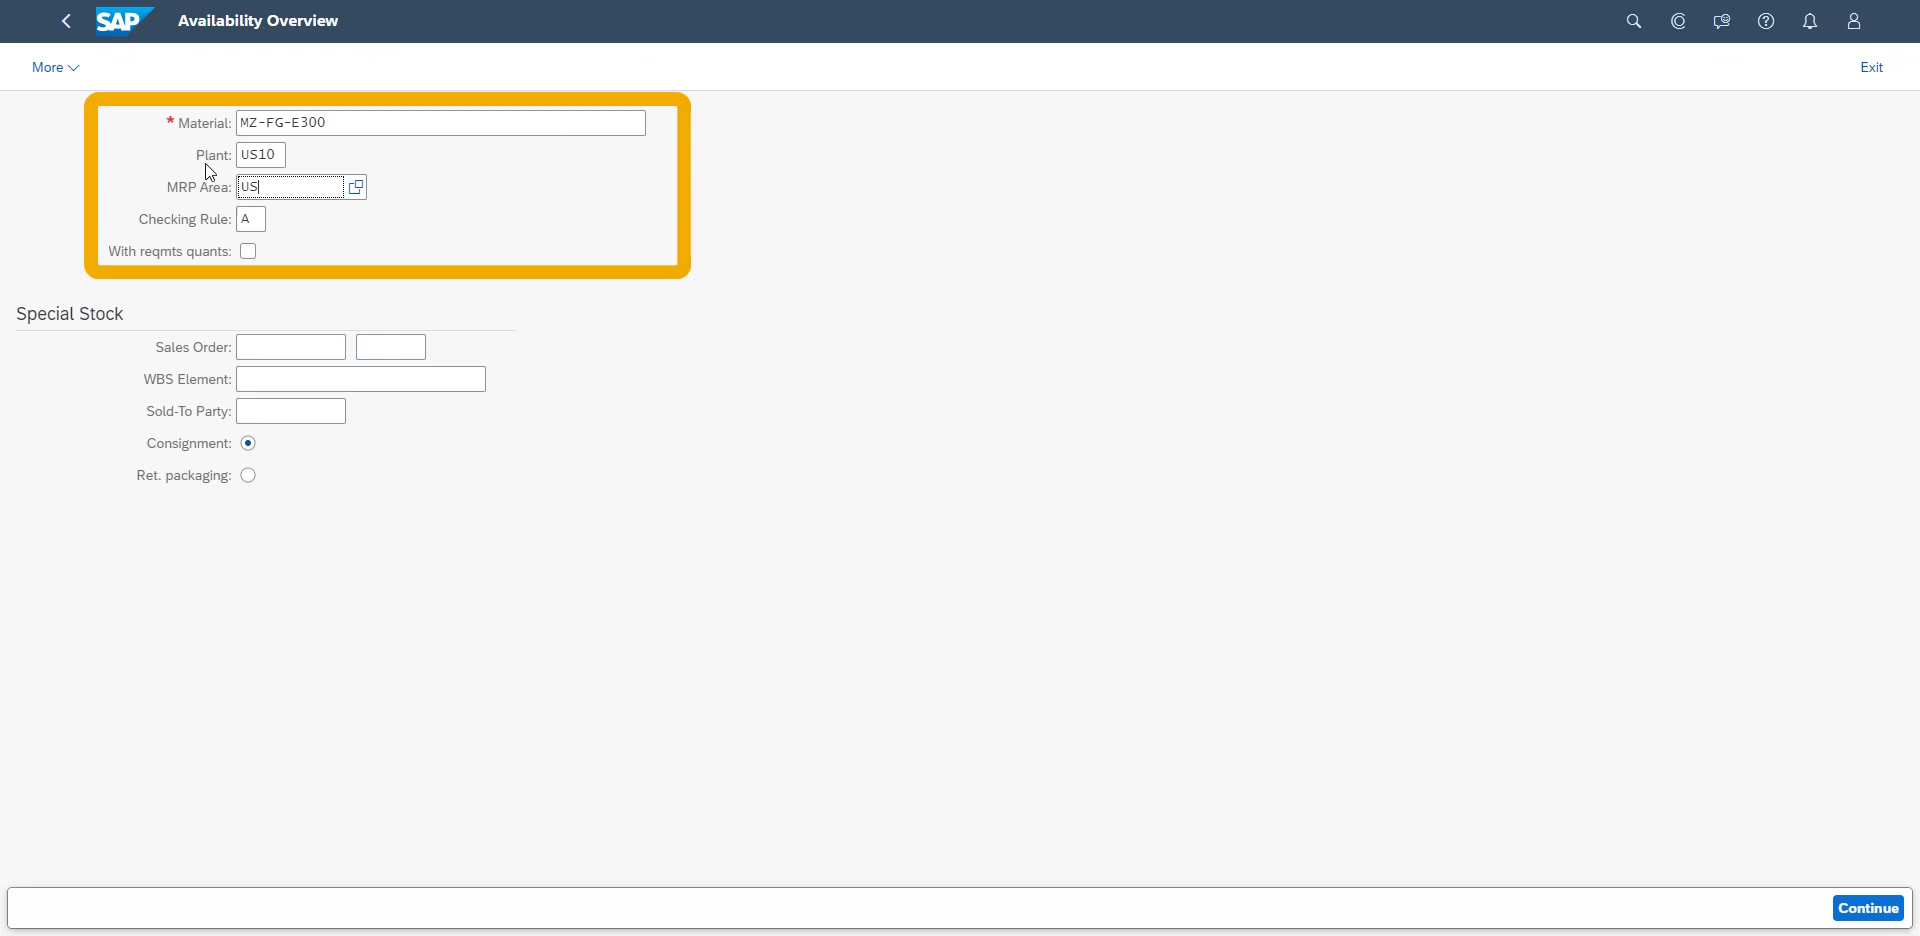 SAP Availability Overview
More Exit
* Material: MZ-FG-E300
Plant: US10
MRP Area: US
Checking Rule: A
With reqmts quants:
Special Stock
Sales Order:
WBS Element:
Sold-To Party:
Consignment:
Ret. packaging:
Continue